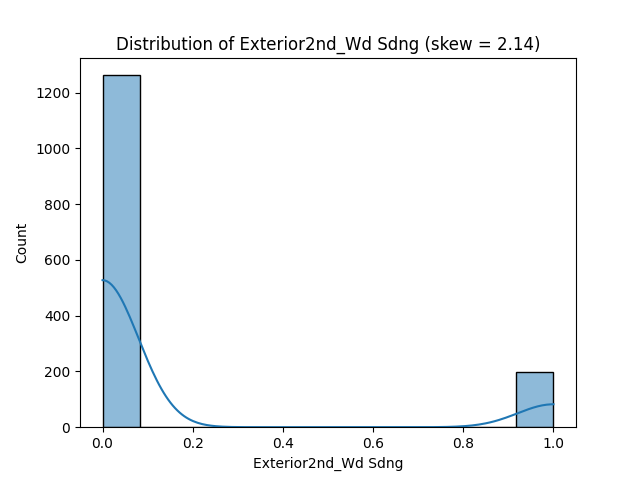 Distribution of Exterior2nd_Wd Sdng (skew = 2.14)
Count
1200
1000
800
600
400
200
0
0.0 0.2 0.4 0.6 0.8 1.0
Exterior2nd_Wd Sdng